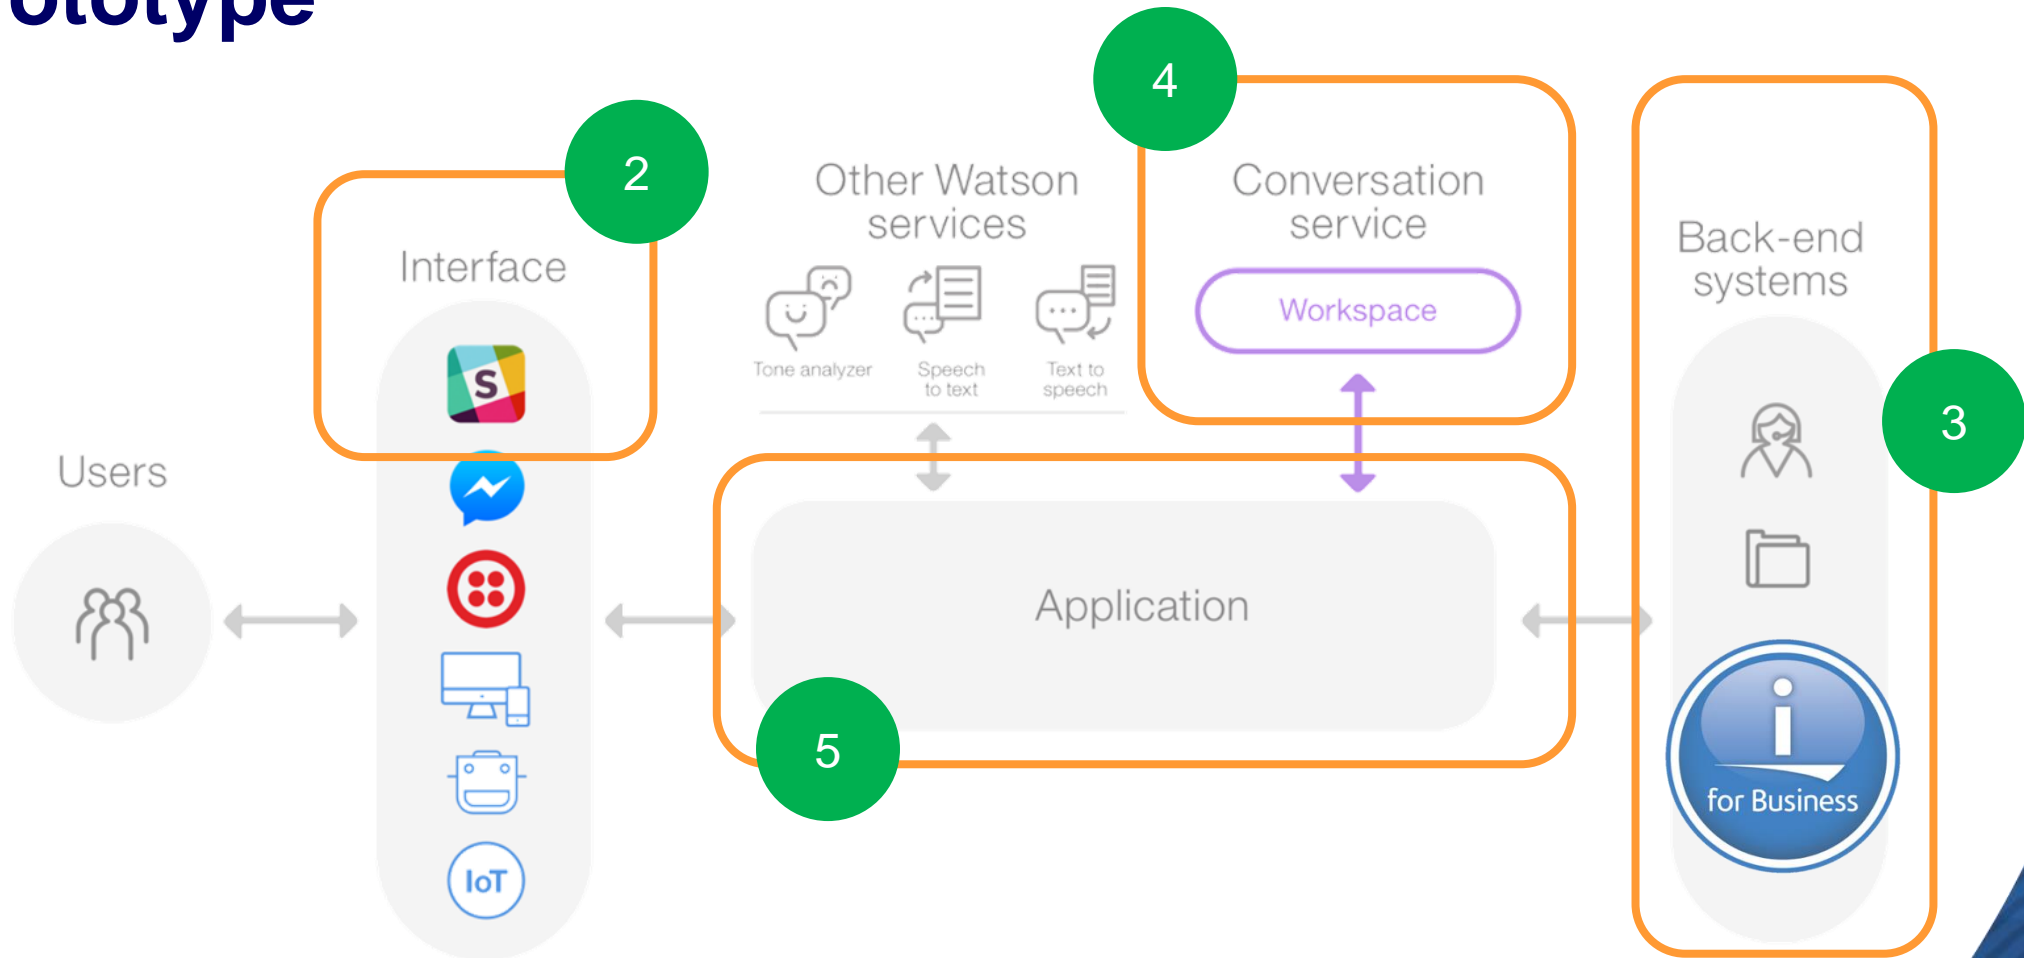 ototype
4
2
Other Watson
services
Conversation
service
Back-end
systems
Interface
Workspace
Tone analyzer
Speech
to text
Text to
speech
S
3
Users
Application
5
for Business
IoT